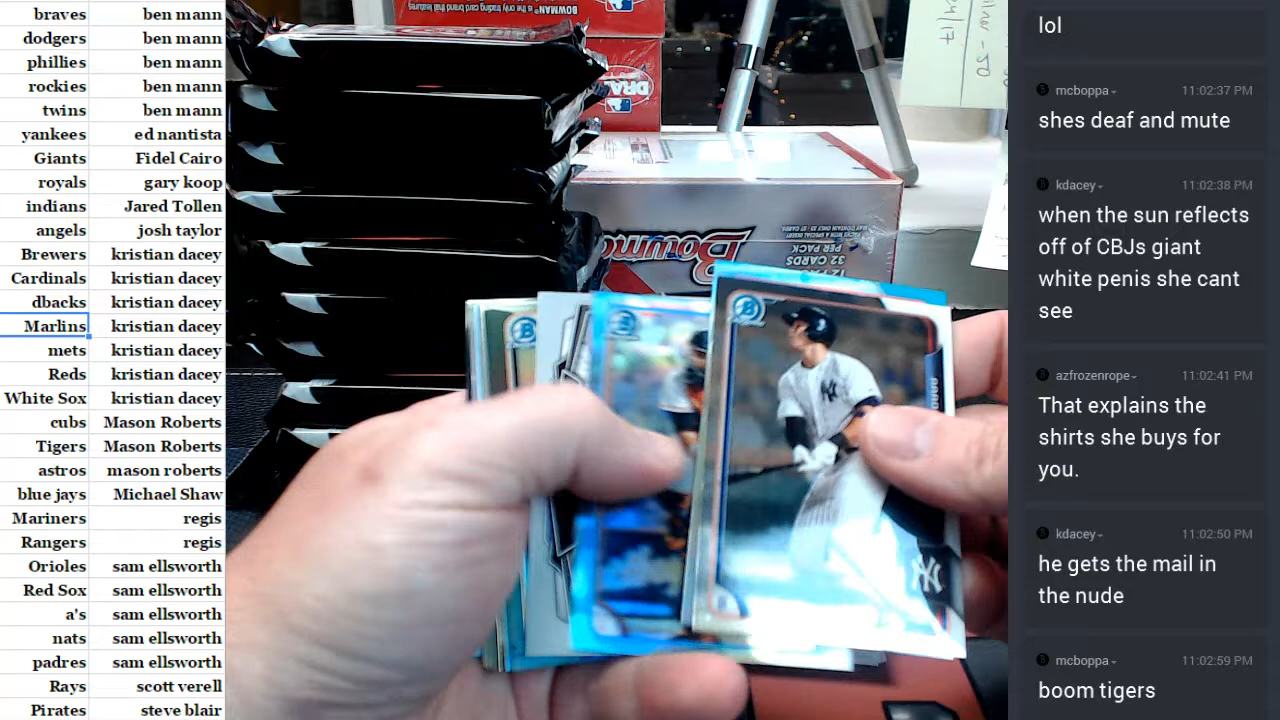 braves ben mann
dodgers ben mann
phillies ben mann
rockies ben mann
twins ben mann
yankees ed nantista
Giants Fidel Cairo
royals gary koop
indians Jared Tollen
angels josh taylor
Brewers kristian dacey
Cardinals kristian dacey
dbacks kristian dacey
Marlins kristian dacey
mets kristian dacey
Reds kristian dacey
White Sox kristian dacey
cubs Mason Roberts
Tigers Mason Roberts
astros mason roberts
blue jays Michael Shaw
Mariners regis
Rangers regis
Orioles sam ellsworth
Red Sox sam ellsworth
a's sam ellsworth
nats sam ellsworth
padres sam ellsworth
Rays scott verell
Pirates steve blair
BOWMAN
DRA
Bowman
PER PACK
32 CARDS
lol
mcboppa 11:02:37 PM
shes deaf and mute
kdacey 11:02:38 PM
when the sun reflects
off of CBJs giant
white penis she cant
see
azfrozenrope 11:02:41 PM
That explains the
shirts she buys for
you.
kdacey 11:02:50 PM
he gets the mail in
the nude
mcboppa 11:02:59 PM
boom tigers